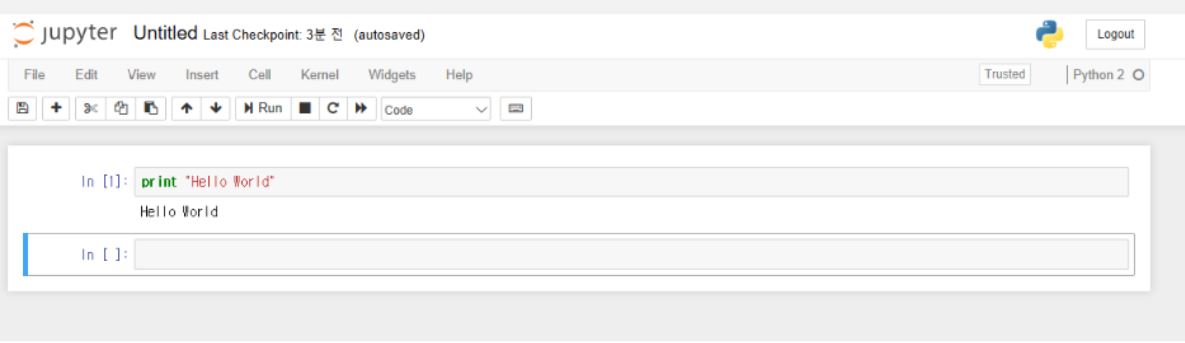 jupyter Untitled Last Checkpoint: 3분 전 (autosaved) Logout
File Edit View Insert Cell Kernel Widgets Help Trusted Python 2
Run Code
In [1]: print "Hello World"
Hello World
In [ ]: